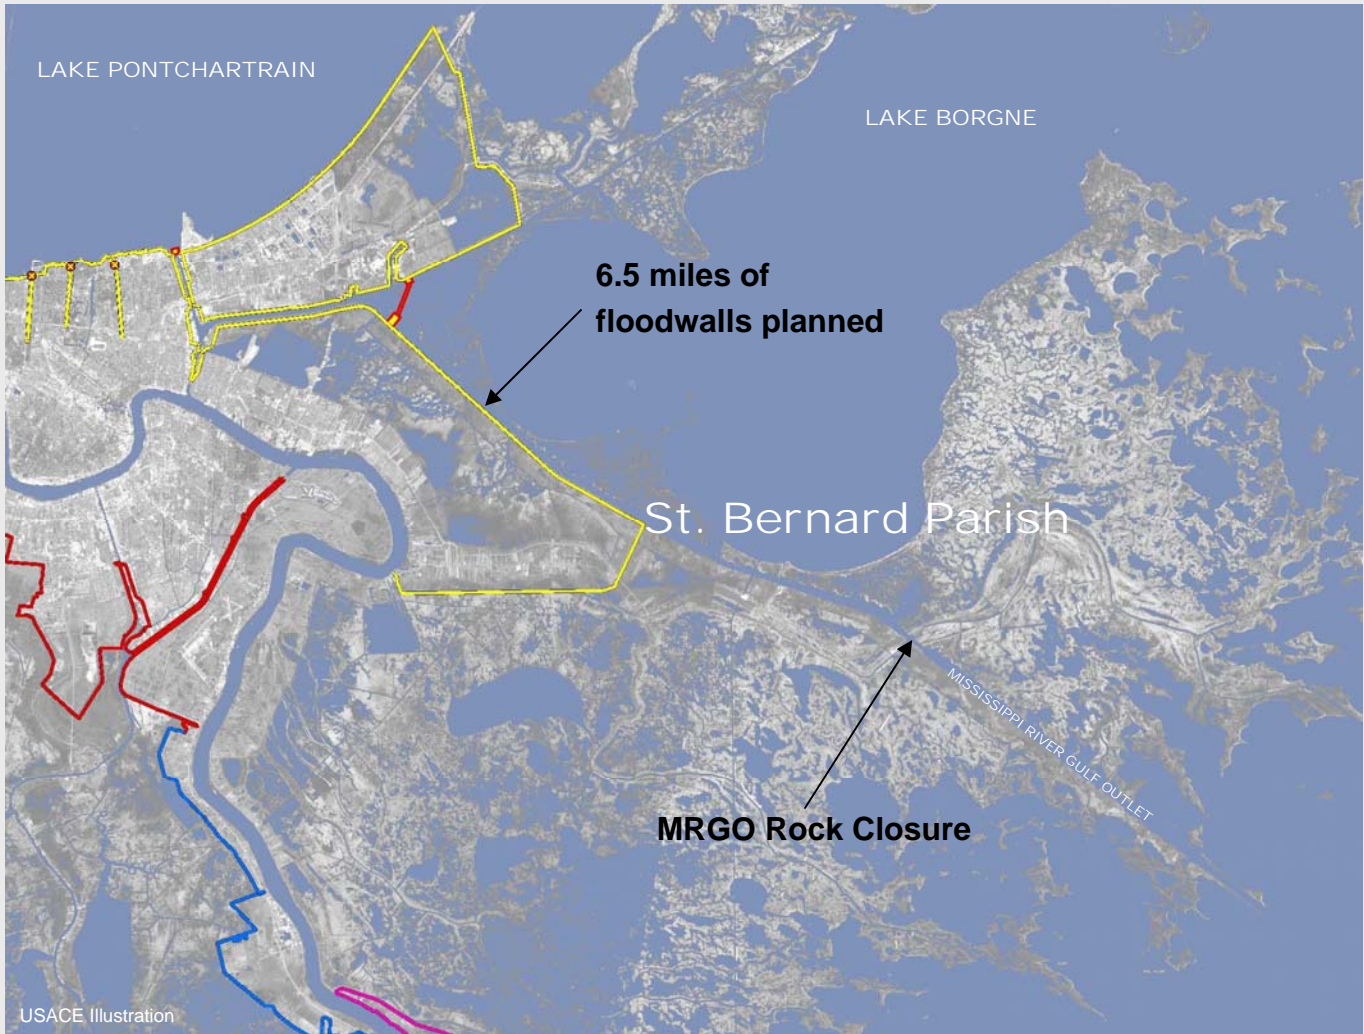 LAKE PONTCHARTRAIN
LAKE BORGNE
6.5 miles of
floodwalls planned
St. Bernard Parish
MISSISSIPPI RIVER GULF OUTLET
MRGO Rock Closure
USACE Illustration